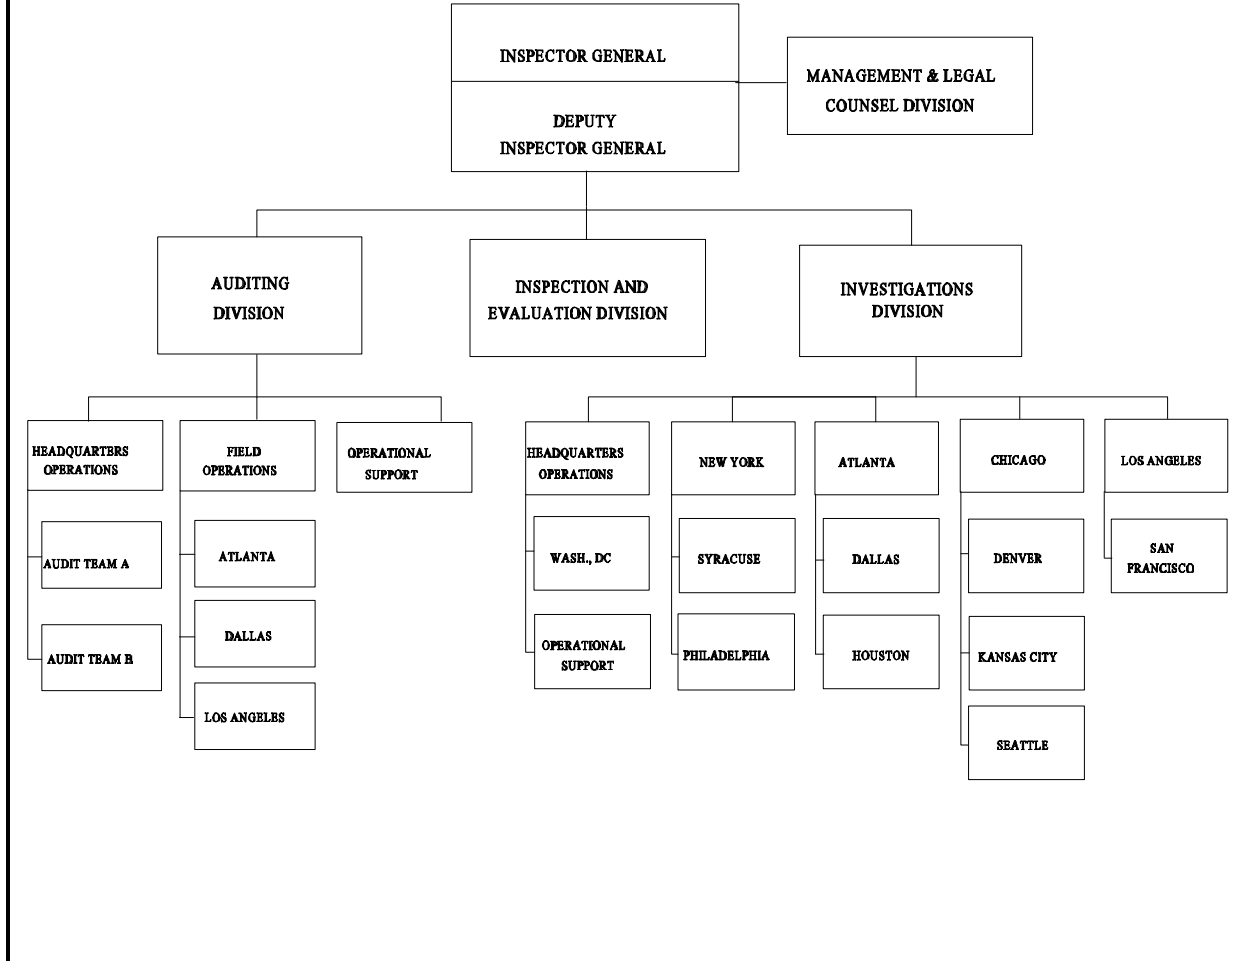 INSPECTOR GENERAL
DEPUTY
INSPECTOR GENERAL
MANAGEMENT & LEGAL
COUNSEL DIVISION
AUDITING
DIVISION
INSPECTION AND
EVALUATION DIVISION
INVESTIGATIONS
DIVISION
HEADQUARTERS
OPERATIONS
FIELD
OPERATIONS
OPERATIONAL
SUPPORT
AUDIT TEAM A
AUDIT TEAM B
ATLANTA
DALLAS
LOS ANGELES
HEADQUARTERS
OPERATIONS
WASH., DC
OPERATIONAL
SUPPORT
NEW YORK
SYRACUSE
PHILADELPHIA
ATLANTA
DALLAS
HOUSTON
CHICAGO
DENVER
KANSAS CITY
SEATTLE
LOS ANGELES
SAN
FRANCISCO